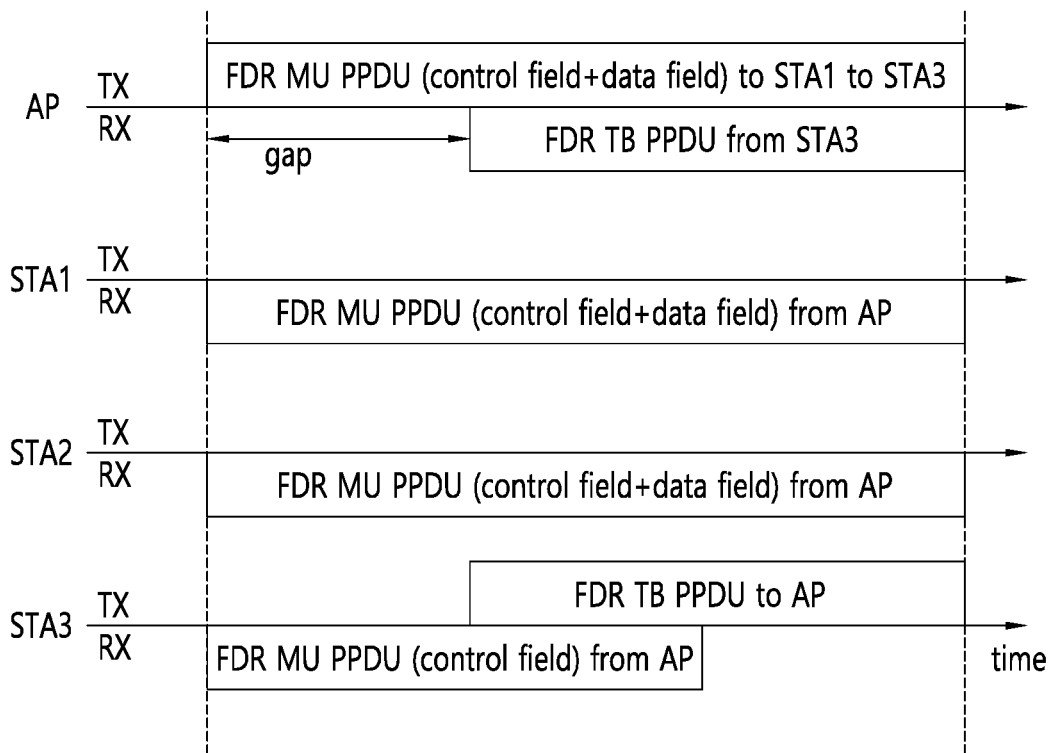 FDR MU PPDU (control field+data field) to STA1 to STA3
AP
TX
RX
gap
FDR TB PPDU from STA3
STA1
TX
RX
FDR MU PPDU (control field+data field) from AP
STA2
TX
RX
FDR MU PPDU (control field+data field) from AP
FDR TB PPDU to AP
STA3
TX
RX
FDR MU PPDU (control field) from AP
time